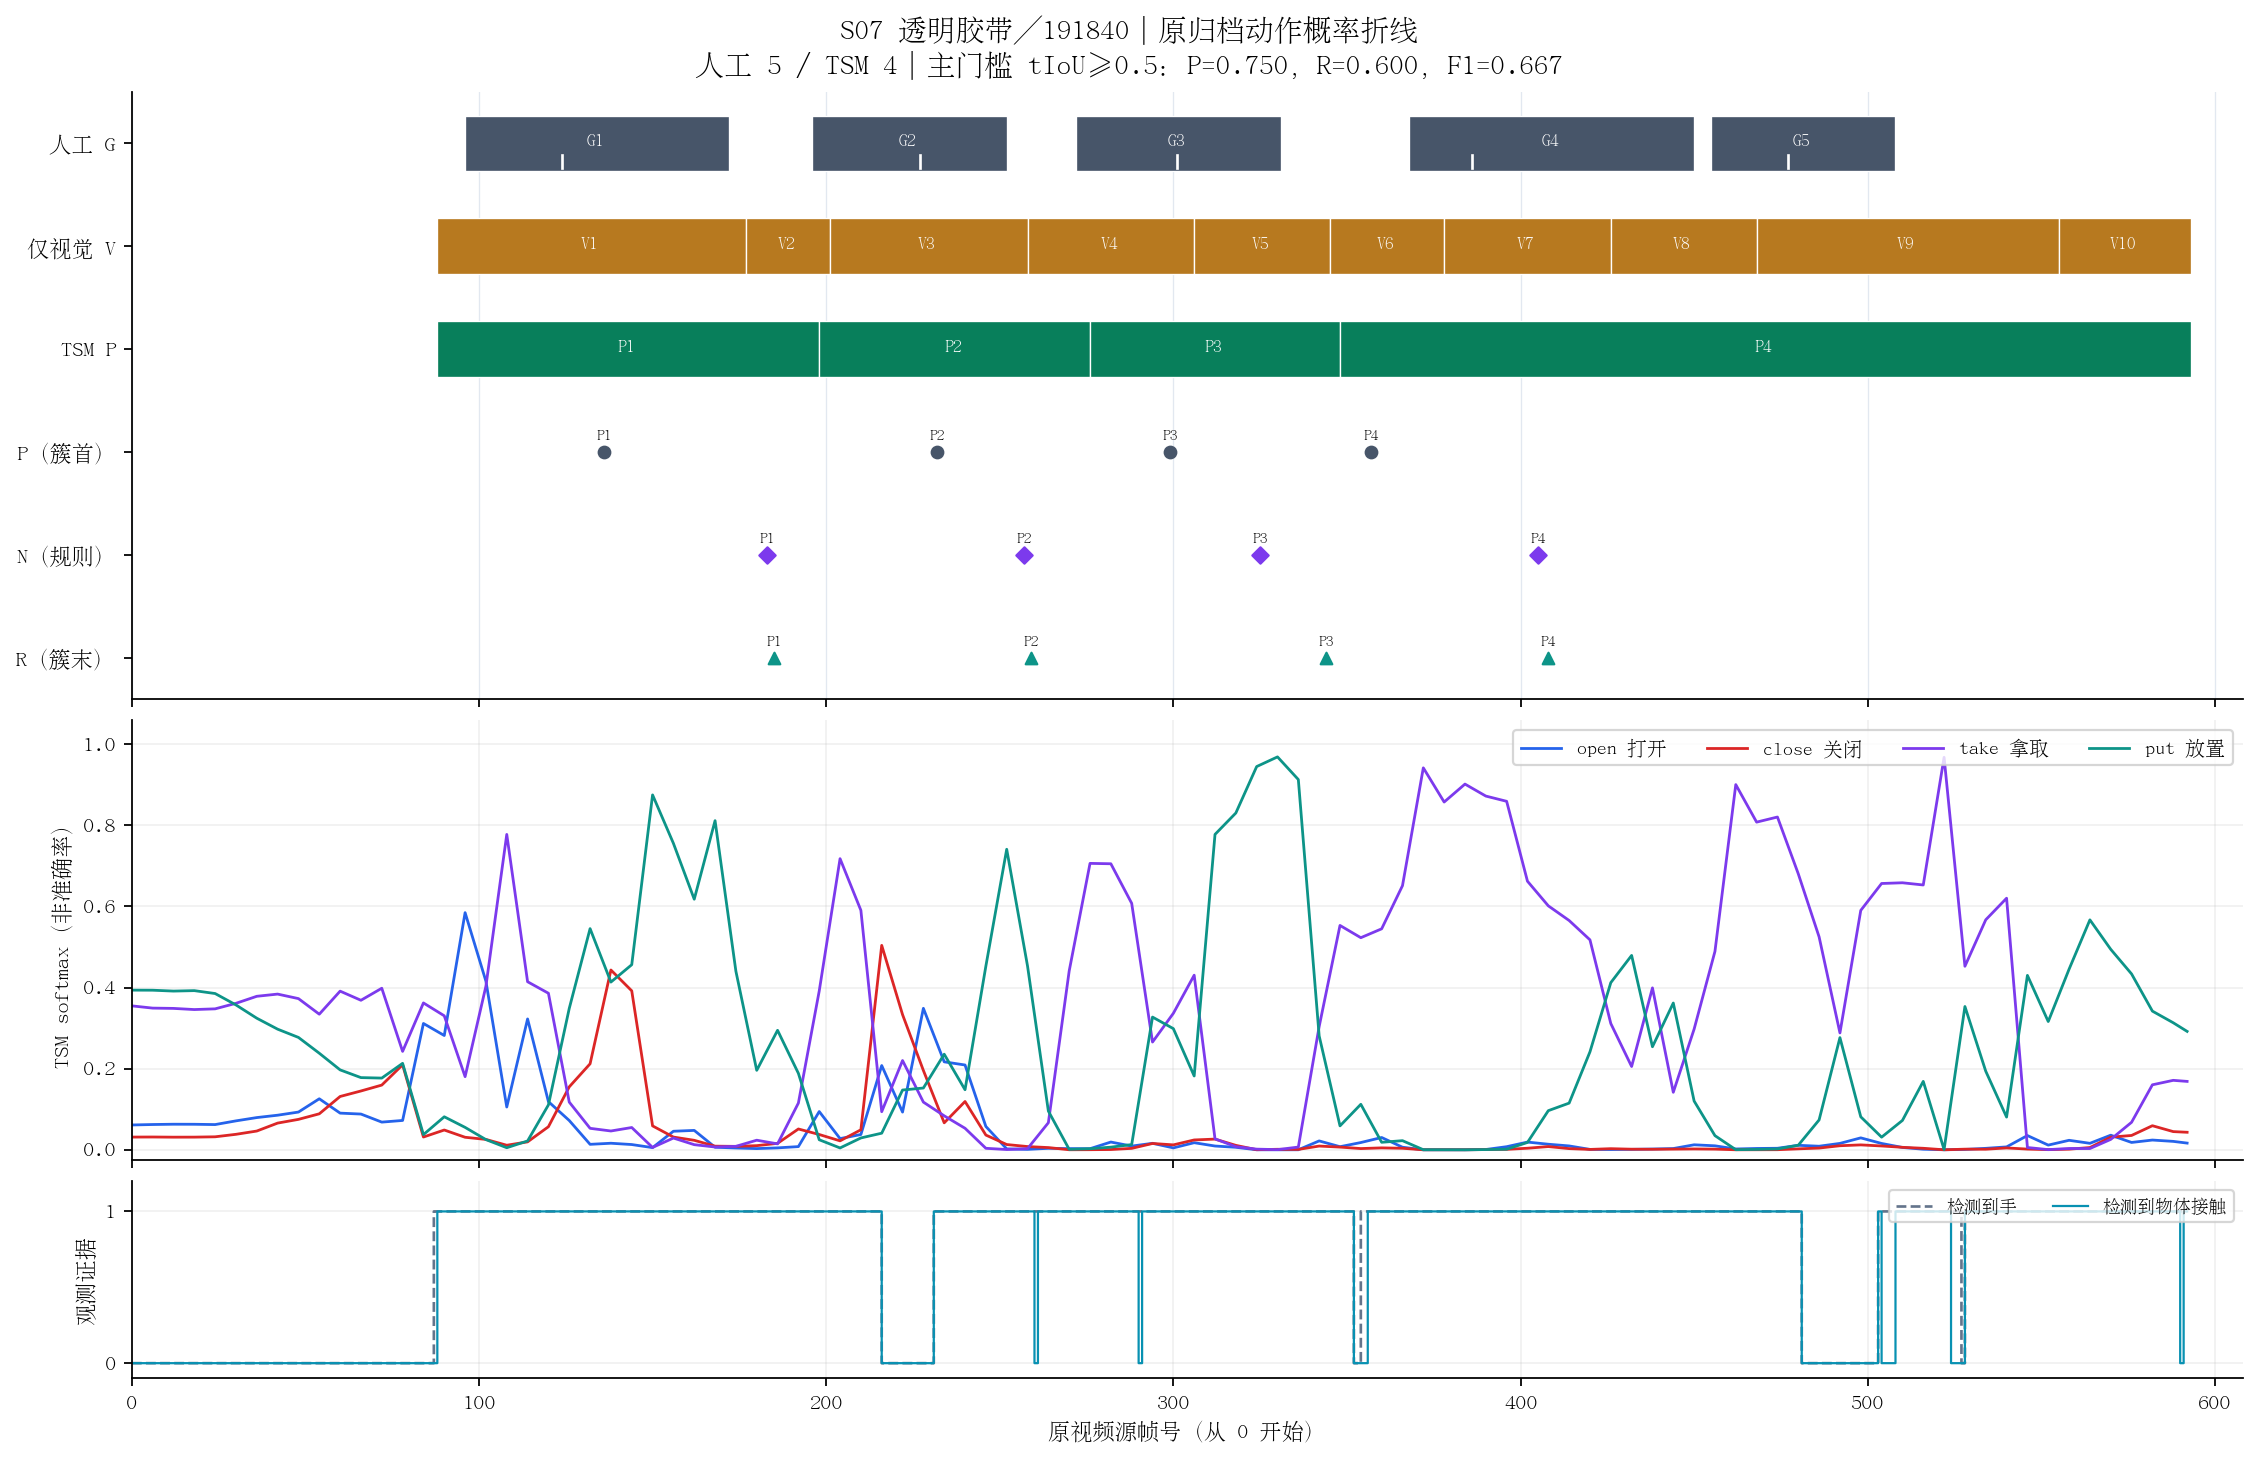 S07 透明胶带／191840｜原归档动作概率折线
人工 5 / TSM 4｜主门槛 tIoU≥0.5: P=0.750, R=0.600, F1=0.667
人工 G
G1 G2 G3 G4 G5
仅视觉 V
V1 V2 V3 V4 V5 V6 V7 V8 V9 V10
TSM P
P1 P2 P3 P4
P（簇首）
P1 P2 P3 P4
N（规则）
P1 P2 P3 P4
R（簇末）
P1 P2 P3 P4
TSM softmax（非准确率）
1.0
0.8
0.6
0.4
0.2
0.0
open 打开 close 关闭 take 拿取 put 放置
观测证据
1
0
检测到手 检测到物体接触
0 100 200 300 400 500 600
原视频源帧号（从 0 开始）